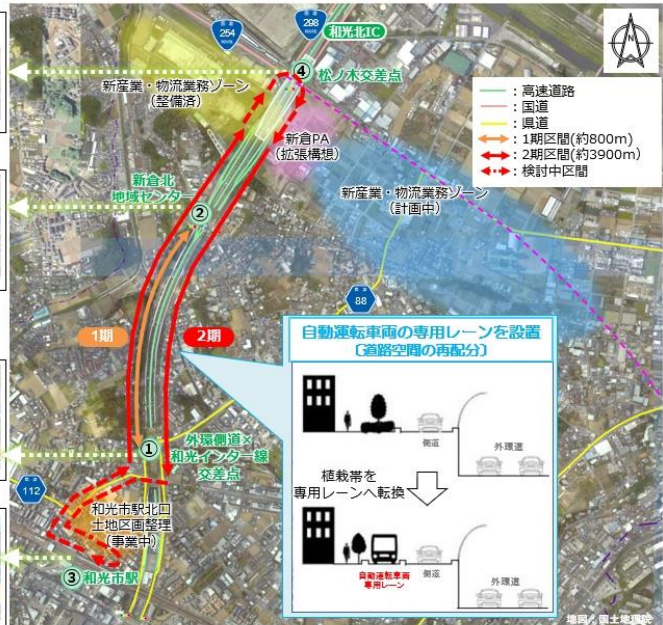 国道
254
ROUTE
国道
298
ROUTE
和光北IC
④
松ノ木交差点
新産業・物流業務ゾーン
(整備済)
:高速道路
:国道
:県道
:1期区間(約800m)
:2期区間(約3900m)
:検討中区間
新倉PA
(拡張構想)
新倉北
地域センター
②
新産業・物流業務ゾーン
(計画中)
88
1期
2期
自動運転車両の専用レーンを設置
〔道路空間の再配分〕
側道
外環道
植栽帯を
専用レーンへ転換
自動運転車両
専用レーン
側道
外環道
①
外環側道×
和光インター線
交差点
112
和光市駅北口
土地区画整理
(事業中)
③
和光市駅
地図:国土地理院